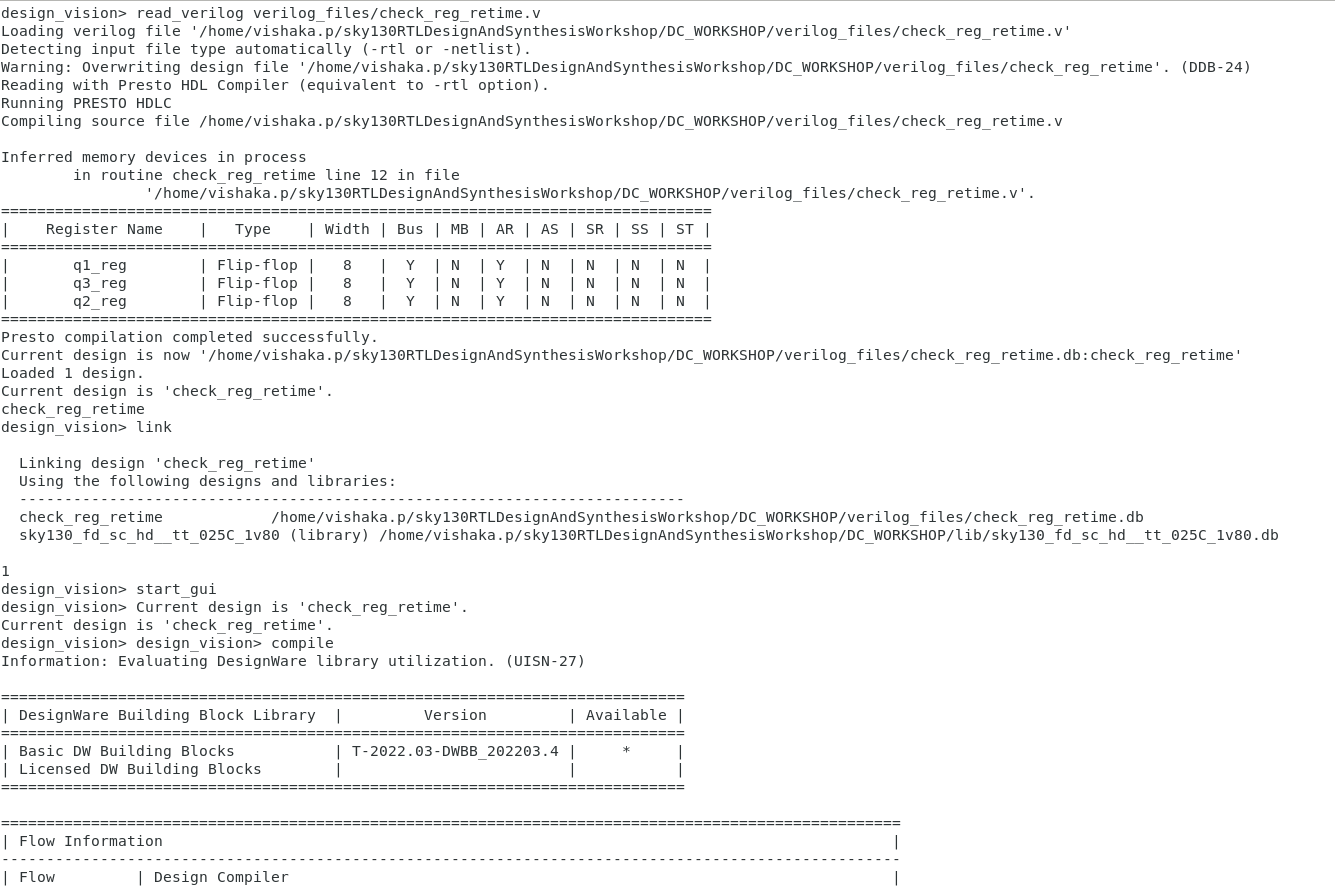 design_vision> read_verilog verilog_files/check_reg_retime.v
Loading verilog file '/home/vishaka.p/sky130RTLDesignAndSynthesisWorkshop/DC_WORKSHOP/verilog_files/check_reg_retime.v'
Detecting input file type automatically (-rtl or -netlist).
Warning: Overwriting design file '/home/vishaka.p/sky130RTLDesignAndSynthesisWorkshop/DC_WORKSHOP/verilog_files/check_reg_retime'. (DDB-24)
Reading with Presto HDL Compiler (equivalent to -rtl option).
Running PRESTO HDLC
Compiling source file /home/vishaka.p/sky130RTLDesignAndSynthesisWorkshop/DC_WORKSHOP/verilog_files/check_reg_retime.v

Inferred memory devices in process
        in routine check_reg_retime line 12 in file
                '/home/vishaka.p/sky130RTLDesignAndSynthesisWorkshop/DC_WORKSHOP/verilog_files/check_reg_retime.v'.
===============================================================================
|    Register Name    |   Type    | Width | Bus | MB | AR | AS | SR | SS | ST |
===============================================================================
|       q1_reg        | Flip-flop |   8   |  Y  | N  | Y  | N  | N  | N  | N  |
|       q3_reg        | Flip-flop |   8   |  Y  | N  | Y  | N  | N  | N  | N  |
|       q2_reg        | Flip-flop |   8   |  Y  | N  | Y  | N  | N  | N  | N  |
===============================================================================
Presto compilation completed successfully.
Current design is now '/home/vishaka.p/sky130RTLDesignAndSynthesisWorkshop/DC_WORKSHOP/verilog_files/check_reg_retime.db:check_reg_retime'
Loaded 1 design.
Current design is 'check_reg_retime'.
check_reg_retime
design_vision> link

  Linking design 'check_reg_retime'
  Using the following designs and libraries:
  --------------------------------------------------------------------------
  check_reg_retime            /home/vishaka.p/sky130RTLDesignAndSynthesisWorkshop/DC_WORKSHOP/verilog_files/check_reg_retime.db
  sky130_fd_sc_hd__tt_025C_1v80 (library) /home/vishaka.p/sky130RTLDesignAndSynthesisWorkshop/DC_WORKSHOP/lib/sky130_fd_sc_hd__tt_025C_1v80.db

1
design_vision> start_gui
design_vision> Current design is 'check_reg_retime'.
Current design is 'check_reg_retime'.
design_vision> design_vision> compile
Information: Evaluating DesignWare library utilization. (UISN-27)

============================================================================
| DesignWare Building Block Library  |         Version         | Available |
============================================================================
| Basic DW Building Blocks           | T-2022.03-DWBB_202203.4 |     *     |
| Licensed DW Building Blocks        |                         |           |
============================================================================

====================================================================================================
| Flow Information                                                                                 |
----------------------------------------------------------------------------------------------------
| Flow         | Design Compiler                                                                   |